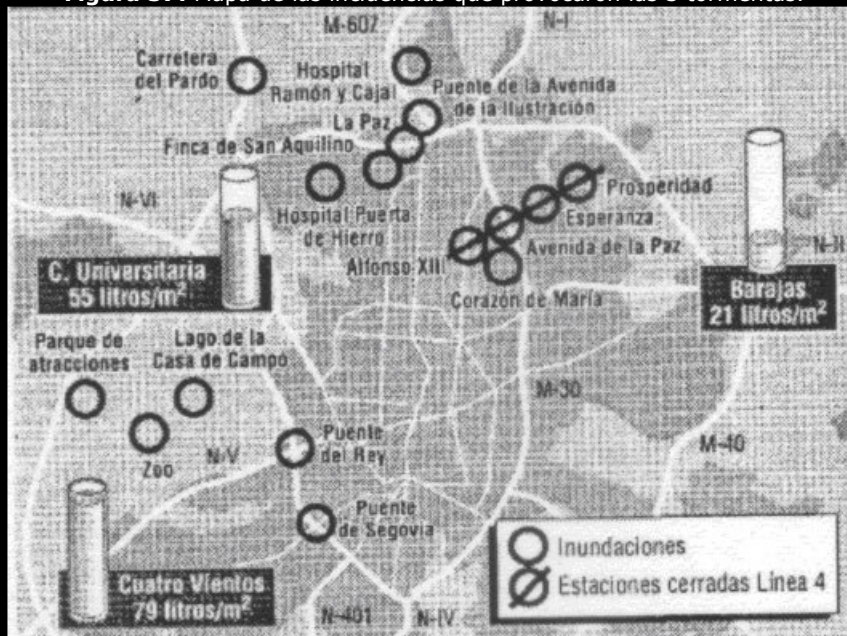 Figura 5.4 Mapa de las incidencias que provocaron las 3 tormentas.
M-607
N-I
Carretera
del Pardo
Hospital
Ramón y Cajal
Puente de la Avenida
de la Ilustración
La Paz
Finca de San Aquilino
N-VI
Hospital Puerta
de Hierro
Prosperidad
Esperanza
Avenida de la Paz
Alfonso XIII
Corazón de María
N-II
C. Universitaria
55 litros/m²
Barajas
21 litros/m²
Parque de
atracciones
Lago de la
Casa de Campo
Zoo
N-V
Puente
del Rey
M-30
M-40
Puente
de Segovia
Cuatro Vientos
79 litros/m²
N-401
N-IV
Inundaciones
Estaciones cerradas Línea 4